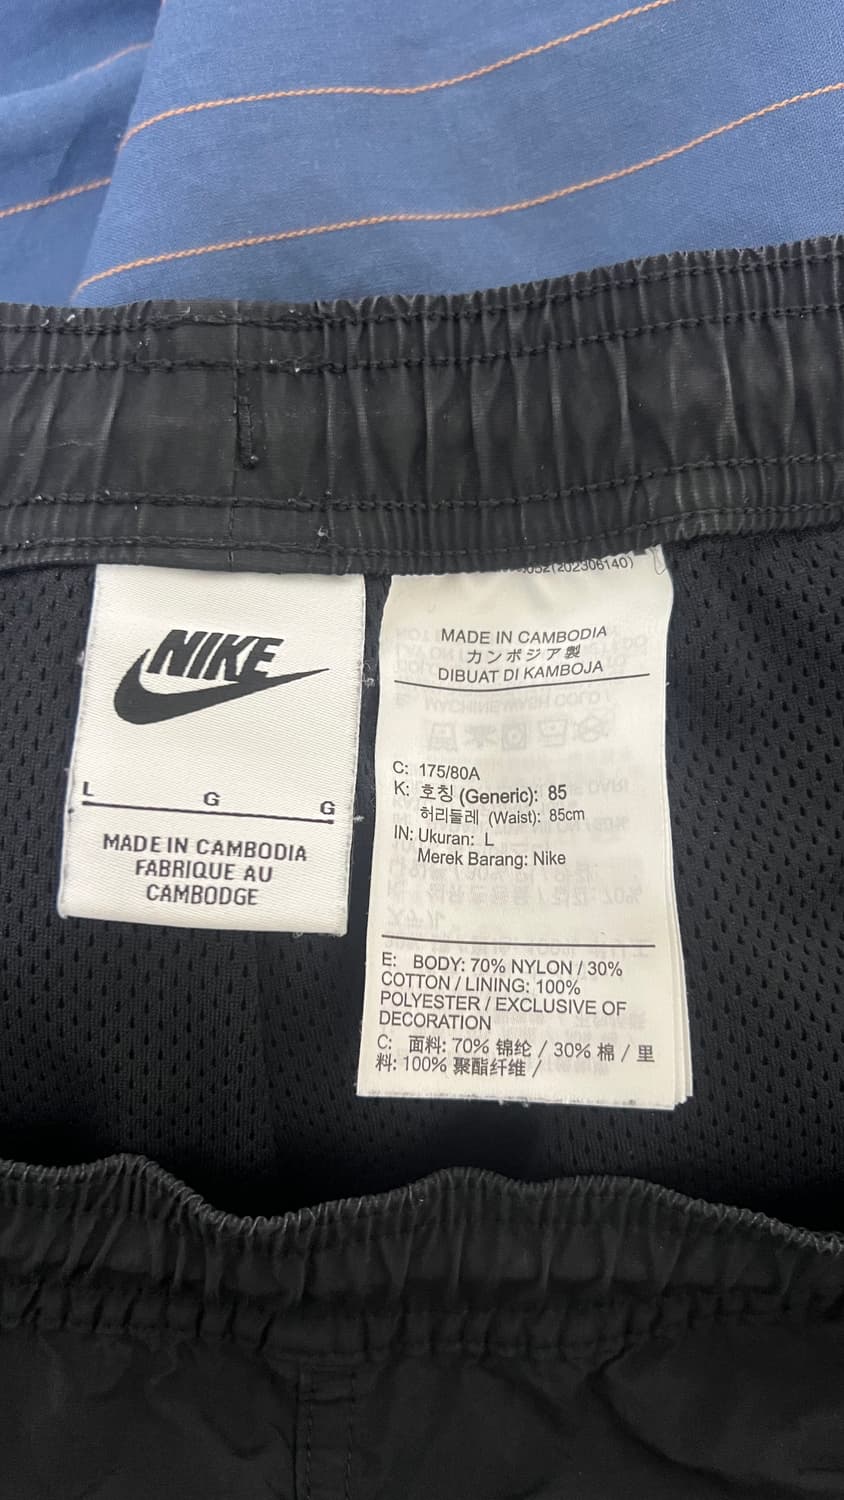 NIKE
L
G
G
MADE IN CAMBODIA
FABRIQUE AU
CAMBODGE
(202306140)
MADE IN CAMBODIA
カンボジア製
DIBUAT DI KAMBOJA
C: 175/80A
K: 호칭 (Generic): 85
허리둘레 (Waist): 85cm
IN: Ukuran: L
Merek Barang: Nike
E: BODY: 70% NYLON / 30%
COTTON / LINING: 100%
POLYESTER / EXCLUSIVE OF
DECORATION
C: 面料: 70% 锦纶 / 30% 棉 / 里
料: 100% 聚酯纤维 /